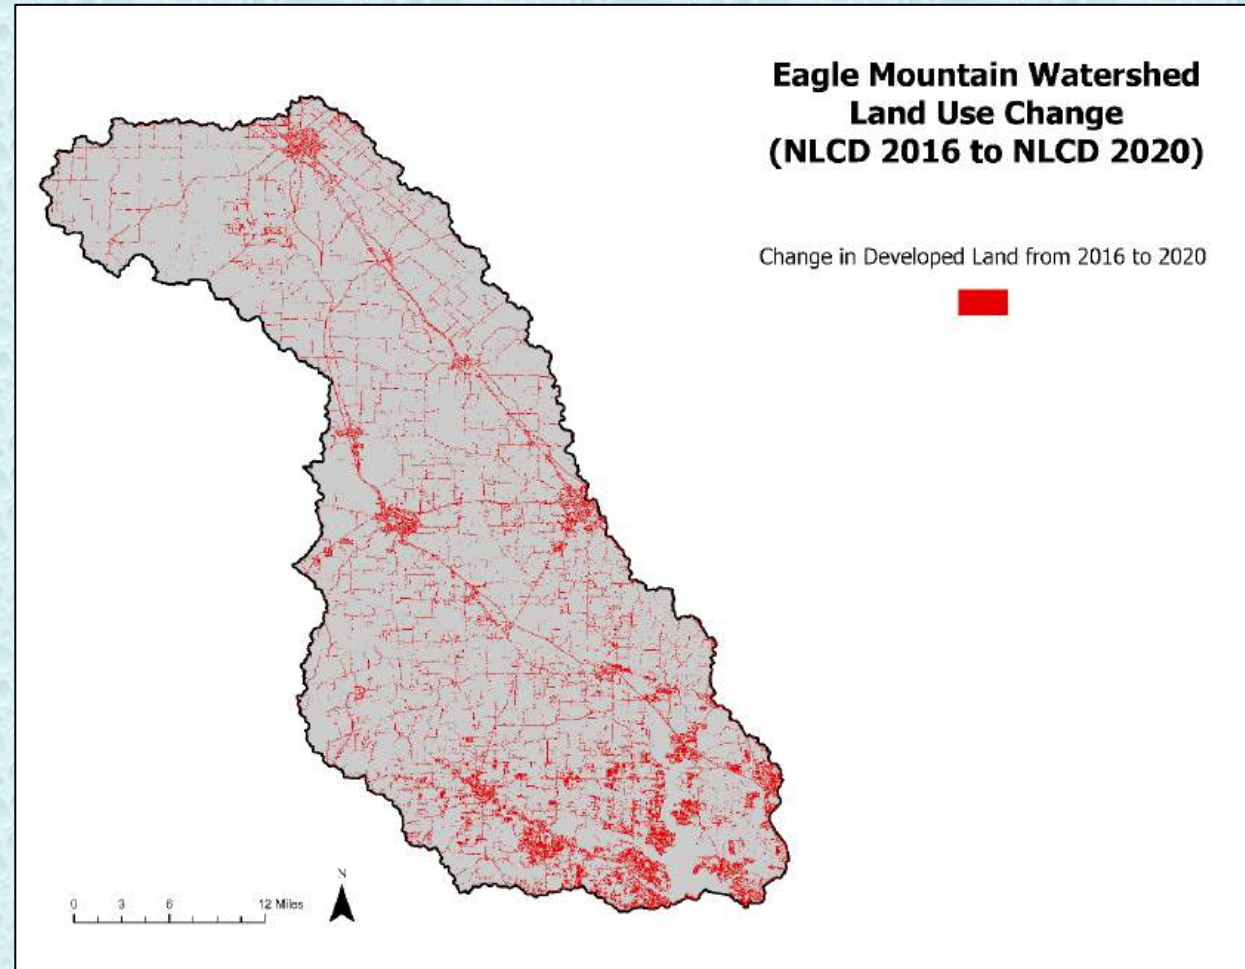 Eagle Mountain Watershed
Land Use Change
(NLCD 2016 to NLCD 2020)
Change in Developed Land from 2016 to 2020
N
0 3 6 12 Miles